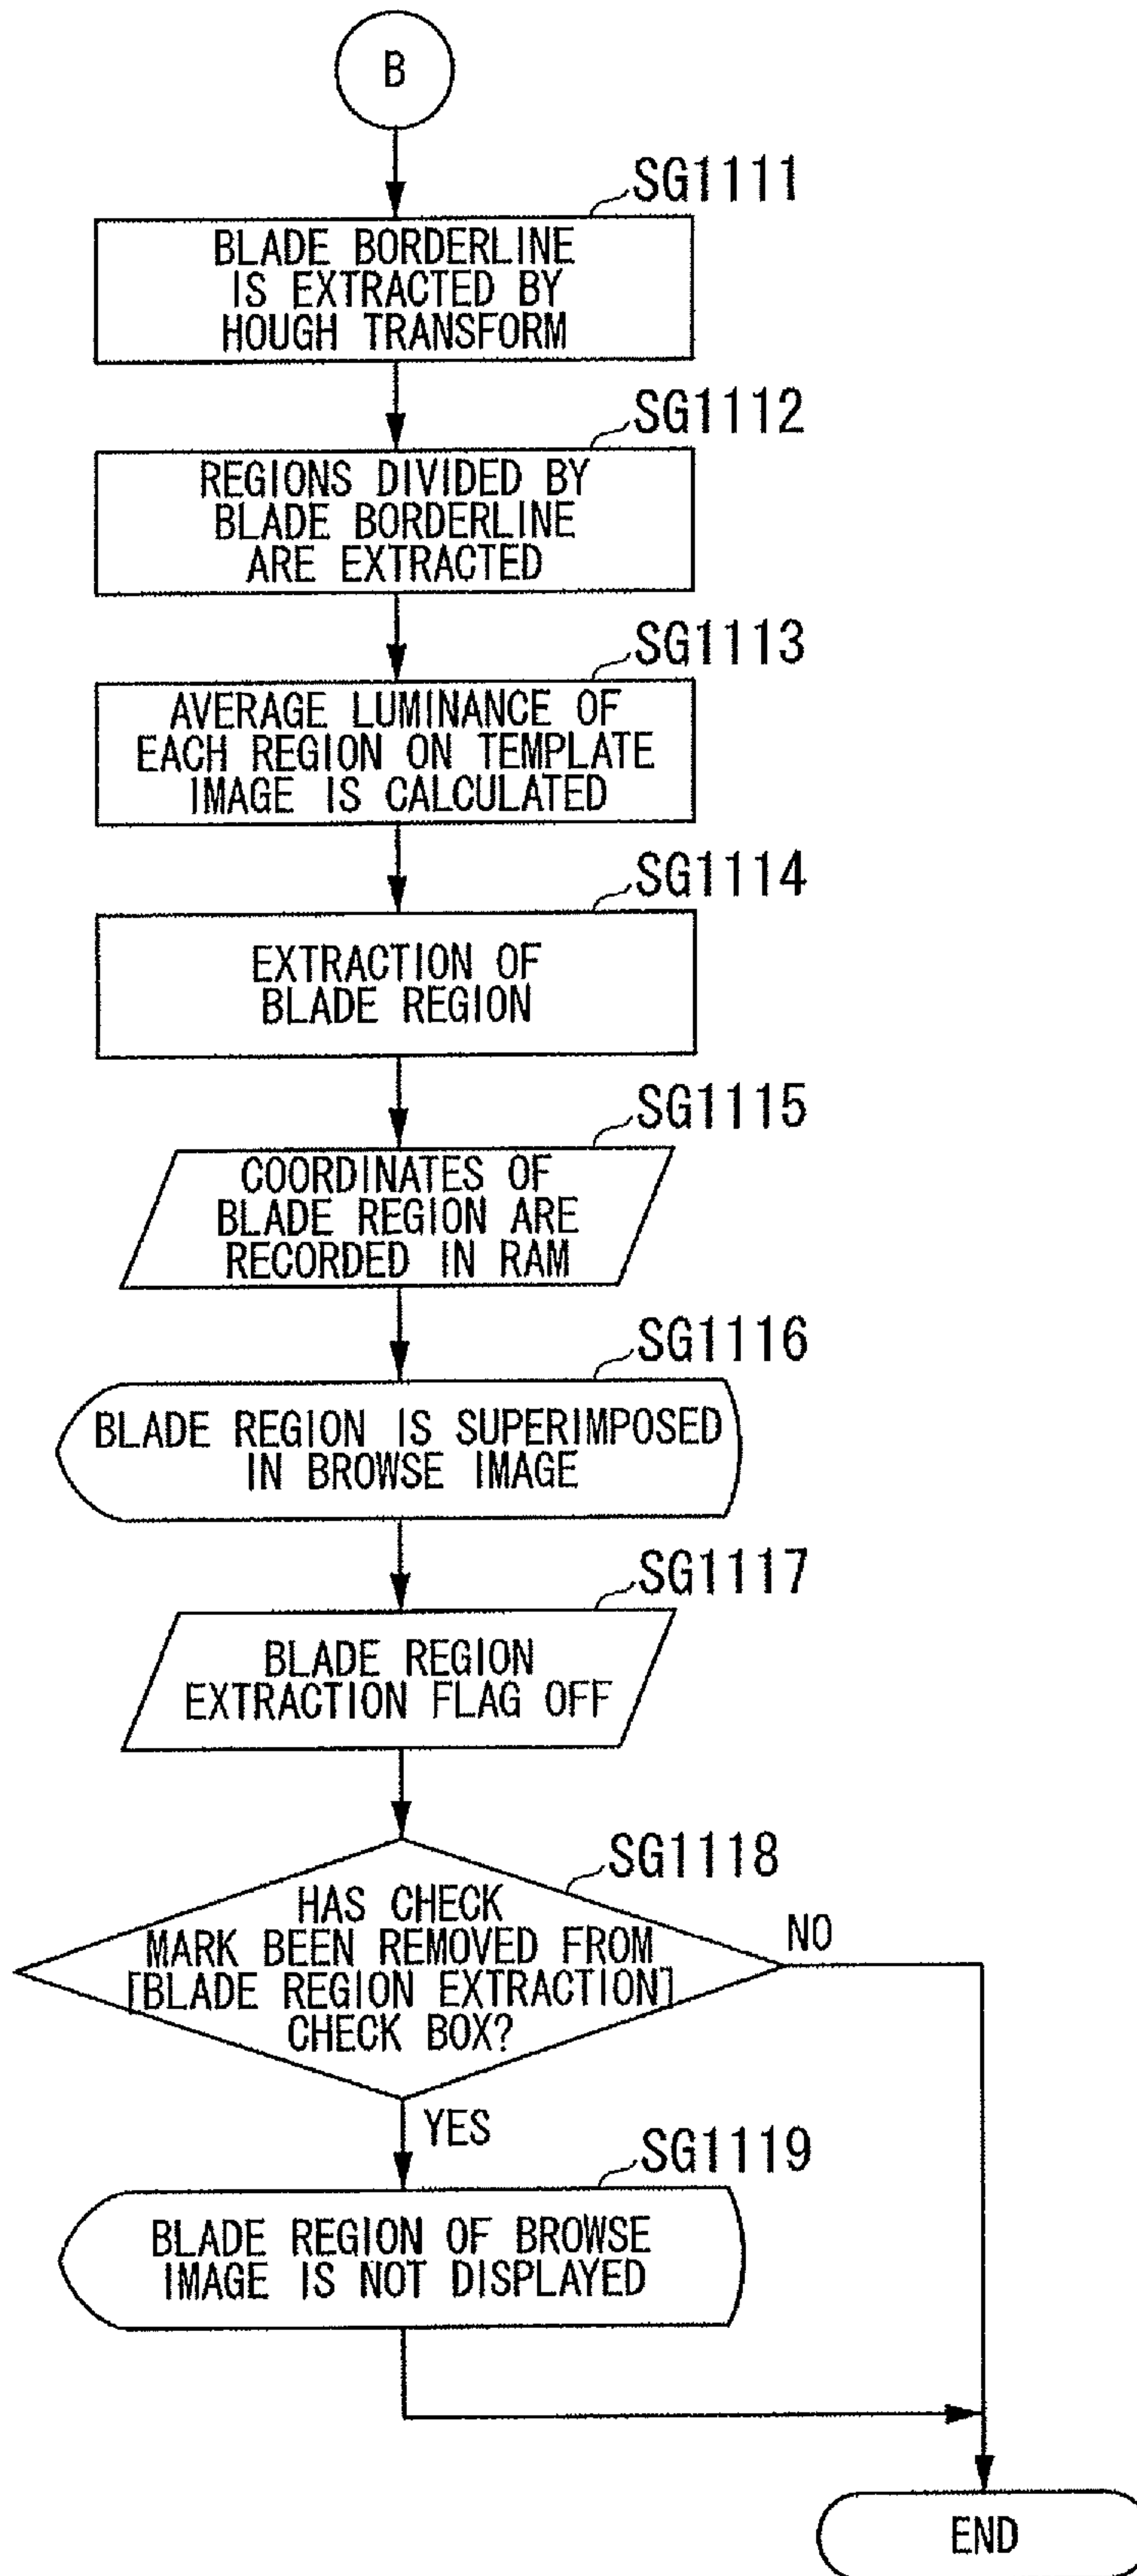 B
SG1111
BLADE BORDERLINE
IS EXTRACTED BY
HOUGH TRANSFORM
SG1112
REGIONS DIVIDED BY
BLADE BORDERLINE
ARE EXTRACTED
SG1113
AVERAGE LUMINANCE OF
EACH REGION ON TEMPLATE
IMAGE IS CALCULATED
SG1114
EXTRACTION OF
BLADE REGION
SG1115
COORDINATES OF
BLADE REGION ARE
RECORDED IN RAM
SG1116
BLADE REGION IS SUPERIMPOSED
IN BROWSE IMAGE
SG1117
BLADE REGION
EXTRACTION FLAG OFF
SG1118
HAS CHECK
MARK BEEN REMOVED FROM
[BLADE REGION EXTRACTION]
CHECK BOX?
NO
YES
SG1119
BLADE REGION OF BROWSE
IMAGE IS NOT DISPLAYED
END